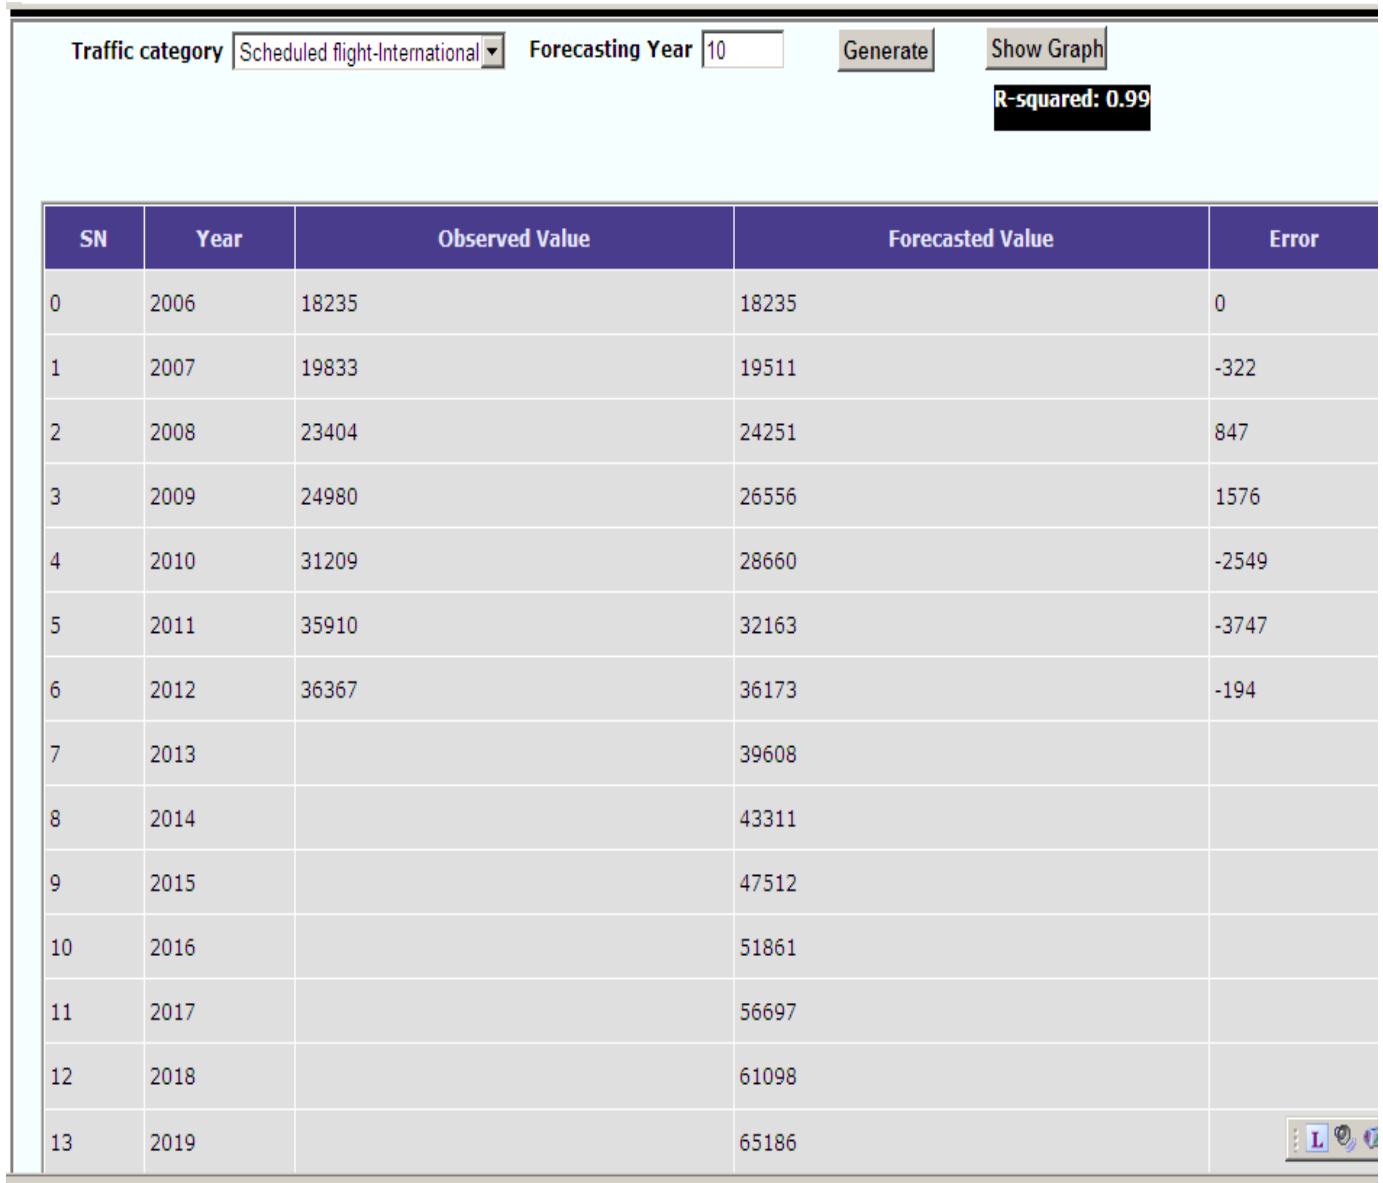 Traffic category Scheduled flight-International Forecasting Year 10 Generate Show Graph
R-squared: 0.99
SN Year Observed Value Forecasted Value Error
0 2006 18235 18235 0
1 2007 19833 19511 -322
2 2008 23404 24251 847
3 2009 24980 26556 1576
4 2010 31209 28660 -2549
5 2011 35910 32163 -3747
6 2012 36367 36173 -194
7 2013 39608
8 2014 43311
9 2015 47512
10 2016 51861
11 2017 56697
12 2018 61098
13 2019 65186 L